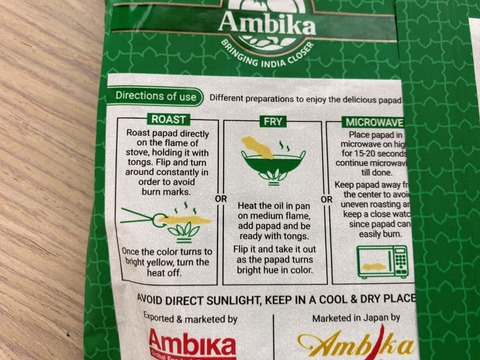 Ambika
BRINGING INDIA CLOSER
Directions of use
Different preparations to enjoy the delicious papad
ROAST
Roast papad directly
on the flame of
stove, holding it with
tongs. Flip and turn
around constantly in
order to avoid
burn marks.
Once the color turns to
bright yellow, turn the
heat off.
OR
FRY
Heat the oil in pan
on medium flame,
add papad and be
ready with tongs.
Flip it and take it out
as the papad turns
bright hue in color.
OR
MICROWAVE
Place papad in
microwave on hig
for 15-20 seconds
continue microwavi
till done.
Keep papad away fr
the center to avoi
uneven roasting an
keep a close watc
since papad can
easily burn.
AVOID DIRECT SUNLIGHT, KEEP IN A COOL & DRY PLACE
Exported & marketed by
AmbiKa
Marketed in Japan by
Ambika